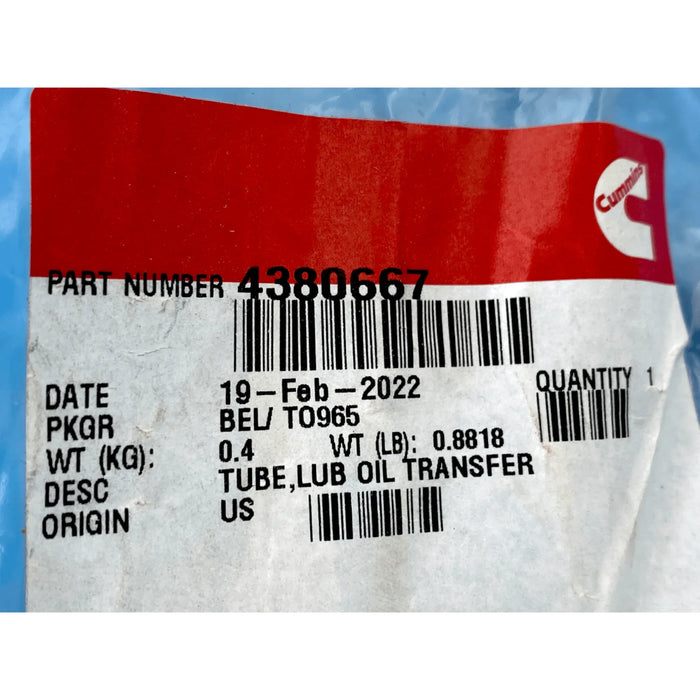 Cummins
PART NUMBER 4380667
DATE 19-Feb-2022 QUANTITY 1
PKGR BEL/ TO965
WT (KG): 0.4 WT (LB): 0.8818
DESC TUBE,LUB OIL TRANSFER
ORIGIN US